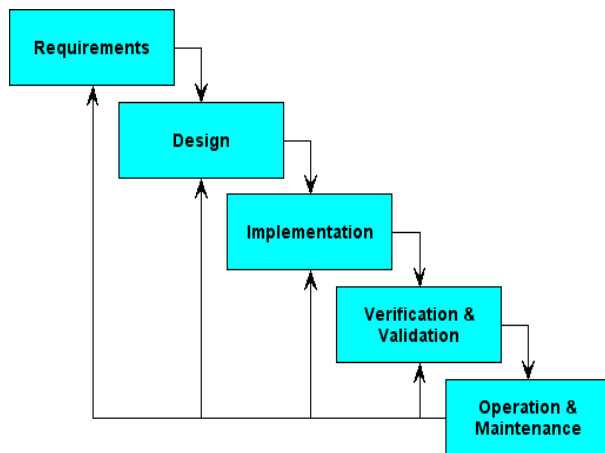 Requirements
Design
Implementation
Verification &
Validation
Operation &
Maintenance